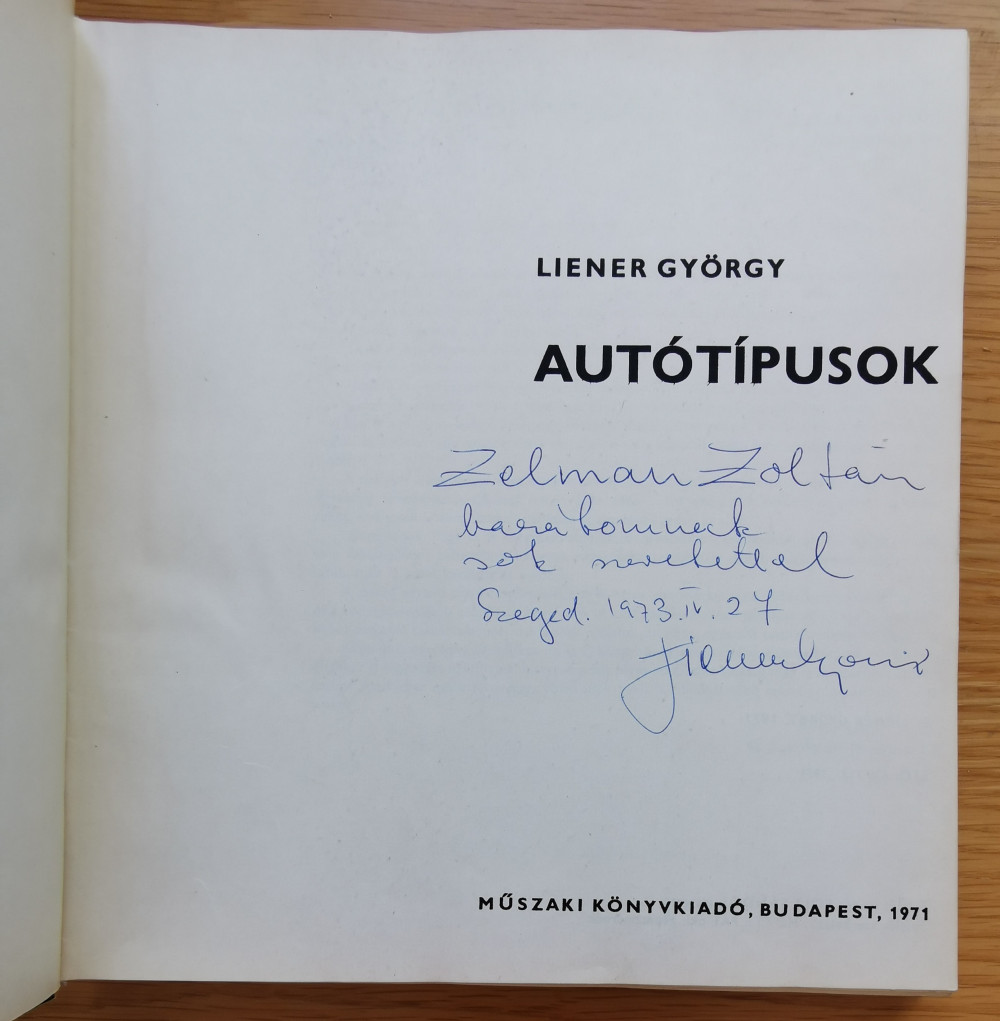 LIENER GYÖRGY
AUTÓTÍPUSOK
Zelman Zoltán
barátomnak
sok szeretettel
Szeged. 1973. IV. 27
MŰSZAKI KÖNYVKIADÓ, BUDAPEST, 1971